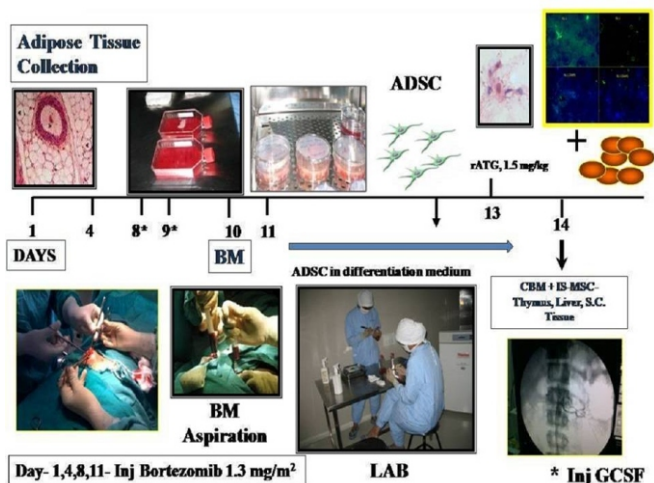 Adipose Tissue
Collection
ADSC
+
rATG, 1.5 mg/kg
1
4
8*
9*
10
11
13
14
DAYS
BM
ADSC in differentiation medium
CBM + IS-MSC-
Thymus, Liver, S.C.
Tissue
BM
Aspiration
LAB
* Inj GCSF
Day- 1,4,8,11- Inj Bortezomib 1.3 mg/m²